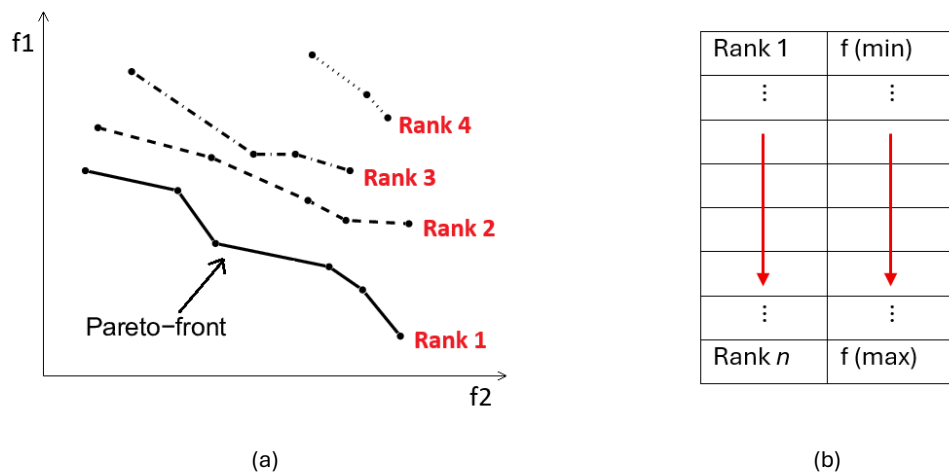 f1
Rank 4
Rank 3
Rank 2
Pareto−front
Rank 1
f2
(a)
Rank 1 f (min)
⋮ ⋮
⋮ ⋮
Rank n f (max)
(b)